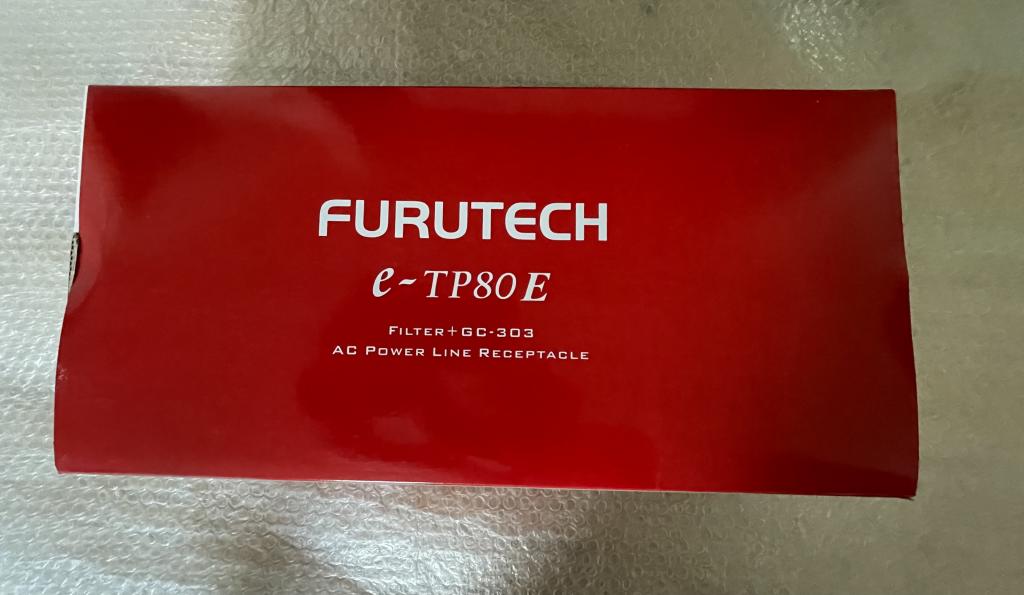 FURUTECH
e-TP80E
FILTER+GC-303
AC POWER LINE RECEPTACLE